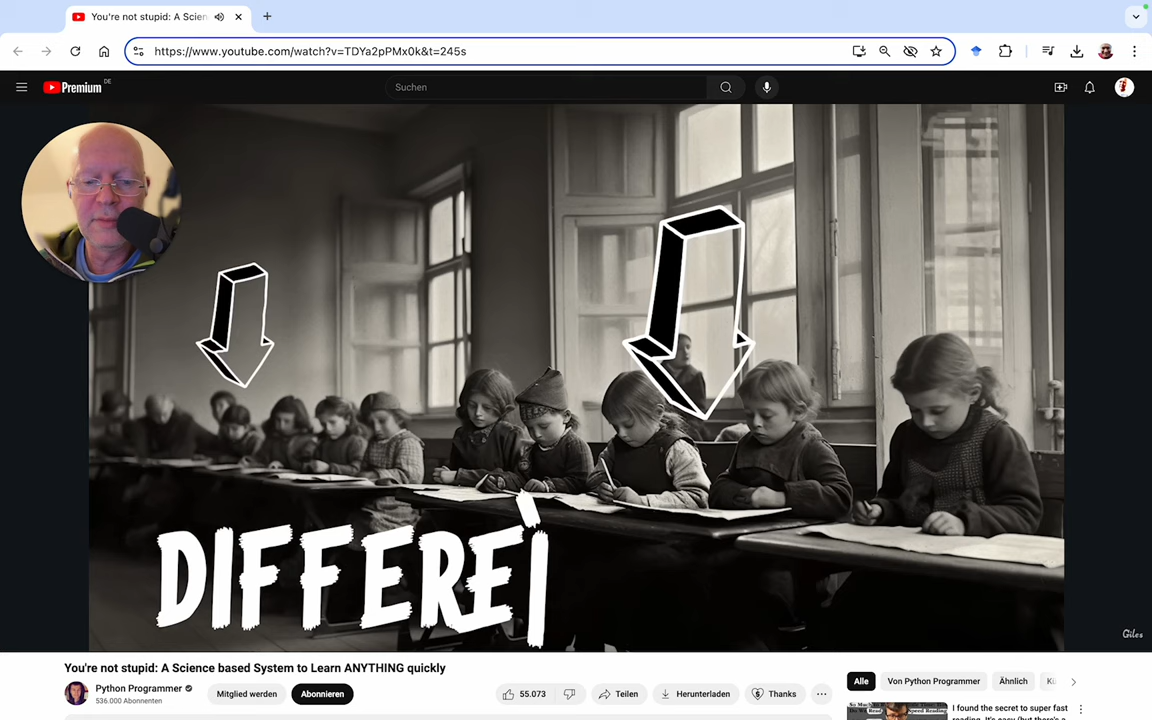 You're not stupid: A Scien
https://www.youtube.com/watch?v=TDYa2pPMx0k&t=245s
Premium DE
Suchen
DIFFEREI
Giles
You're not stupid: A Science based System to Learn ANYTHING quickly
Python Programmer
536.000 Abonnenten
Mitglied werden
Abonnieren
55.073
Teilen
Herunterladen
Thanks
Alle
Von Python Programmer
Ähnlich
I found the secret to super fast
reading. It's easy (but there's a